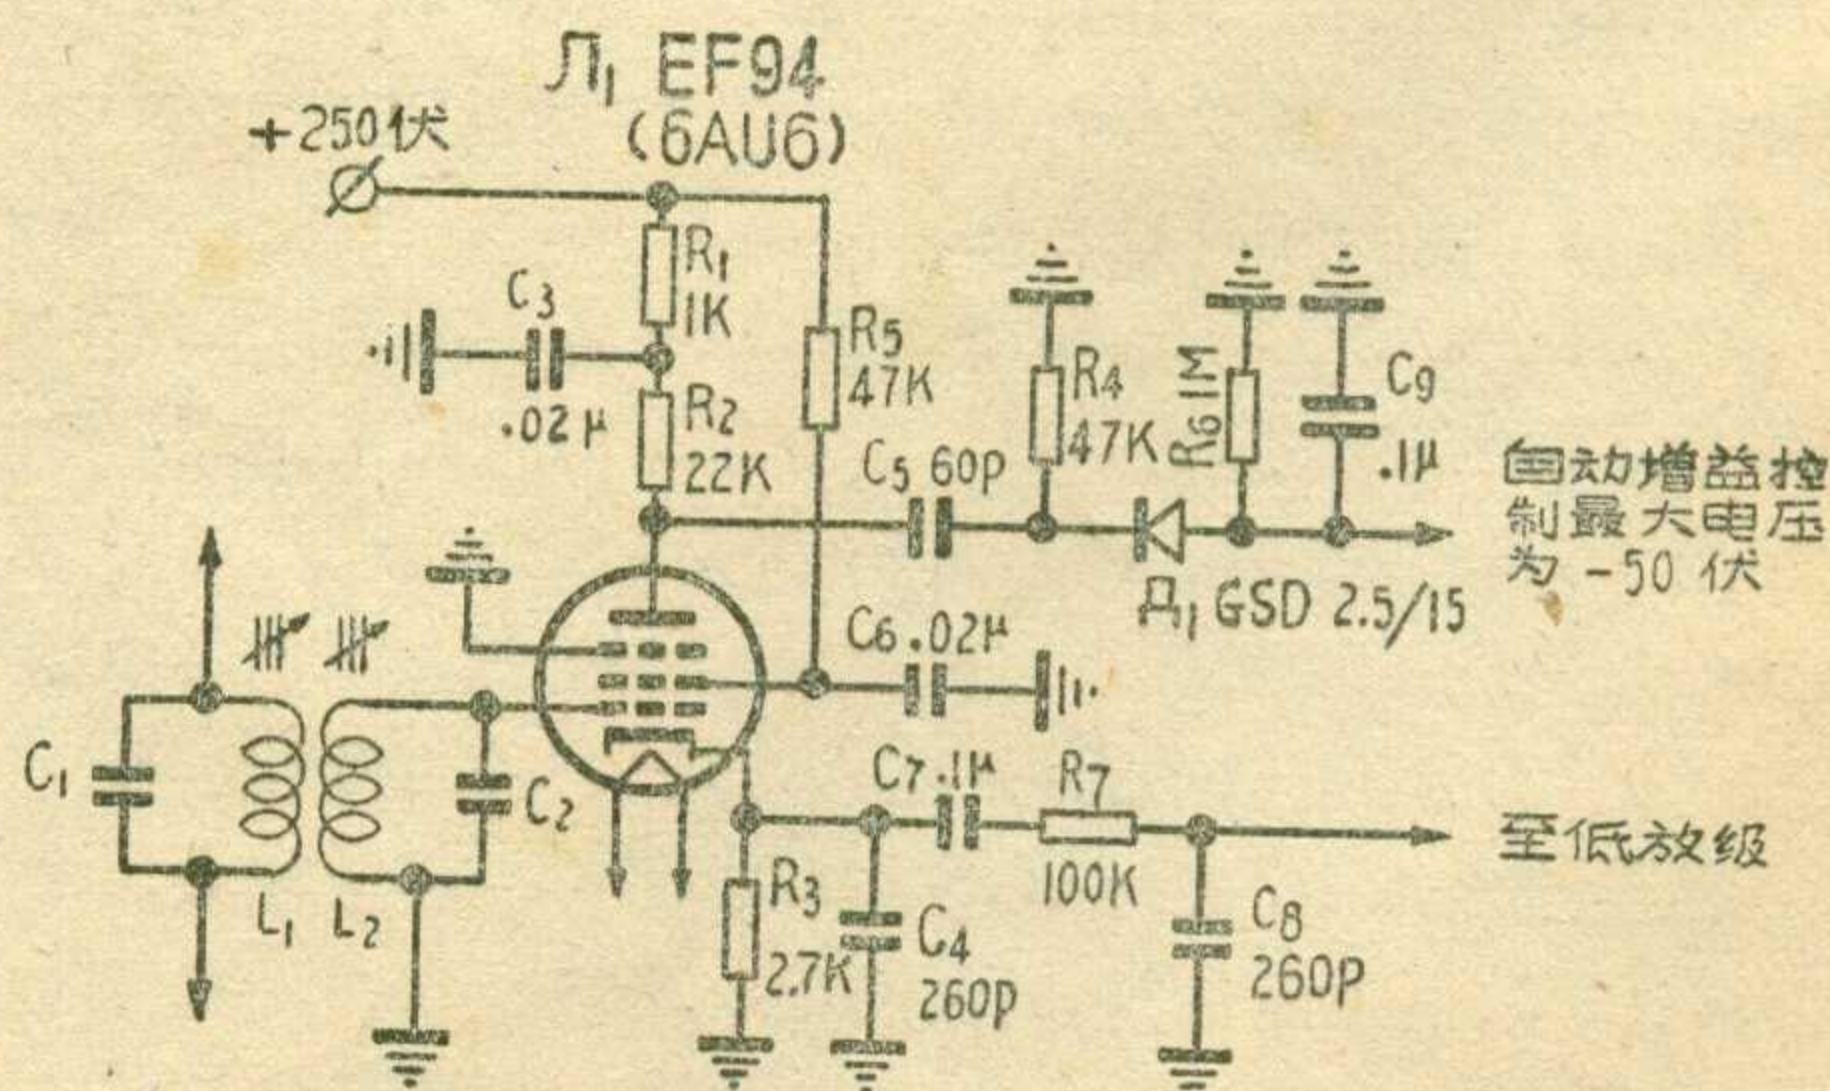 Л₁ EF94
(6AU6)
+250伏
R₁
1K
C₃
.02μ
R₂
22K
R₅
47K
C₅ 60p
R₄
47K
R₆ 1M
C₉
.1μ
自动增益控
制最大电压
为 -50 伏
Д₁ GSD 2.5/15
C₆ .02μ
C₁
L₁
L₂
C₂
C₇ .1μ
R₇
100K
至低放级
R₃
2.7K
C₄
260p
C₈
260p